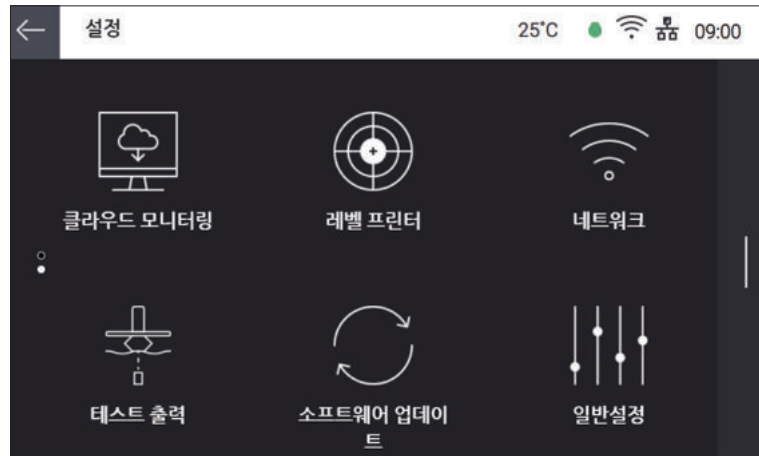 설정
25°C
09:00
클라우드 모니터링
레벨 프린터
네트워크
테스트 출력
소프트웨어 업데이
트
일반설정